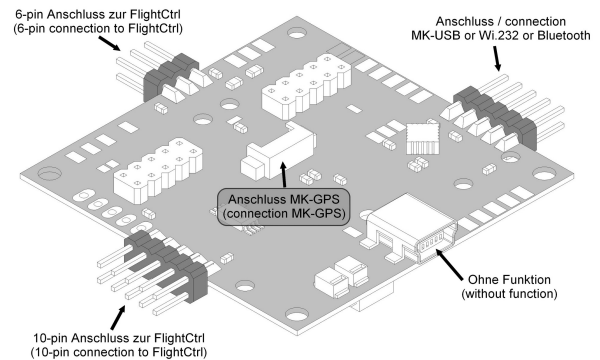 6-pin Anschluss zur FlightCtrl
(6-pin connection to FlightCtrl)
Anschluss / connection
MK-USB or Wi.232 or Bluetooth
Anschluss MK-GPS
(connection MK-GPS)
Ohne Funktion
(without function)
10-pin Anschluss zur FlightCtrl
(10-pin connection to FlightCtrl)